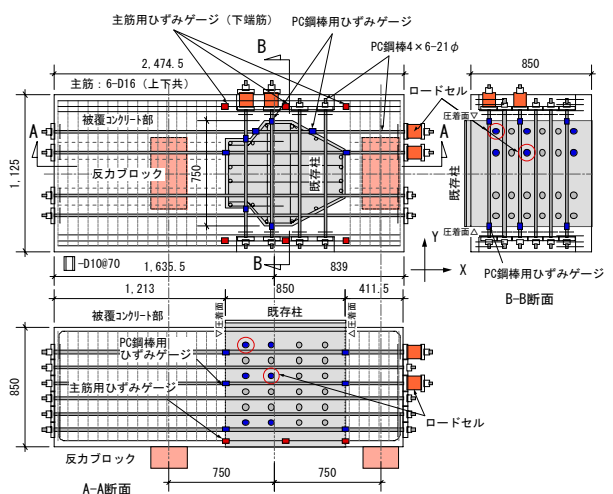 主筋用ひずみゲージ（下端筋）
B
PC鋼棒用ひずみゲージ
2,474.5
PC鋼棒4×6-21φ
850
主筋：6-D16（上下共）
ロードセル
被覆コンクリート部
圧着面▽
A
A
1,125
反力ブロック
750
既存柱
既存柱
圧着面△
Y
X
B
-D10@70
1,635.5
839
PC鋼棒用ひずみゲージ
B-B断面
1,213
850
411.5
被覆コンクリート部
▽圧着面
既存柱
▽圧着面
PC鋼棒用
ひずみゲージ
850
主筋用ひずみゲージ
ロードセル
反力ブロック
750
750
A-A断面